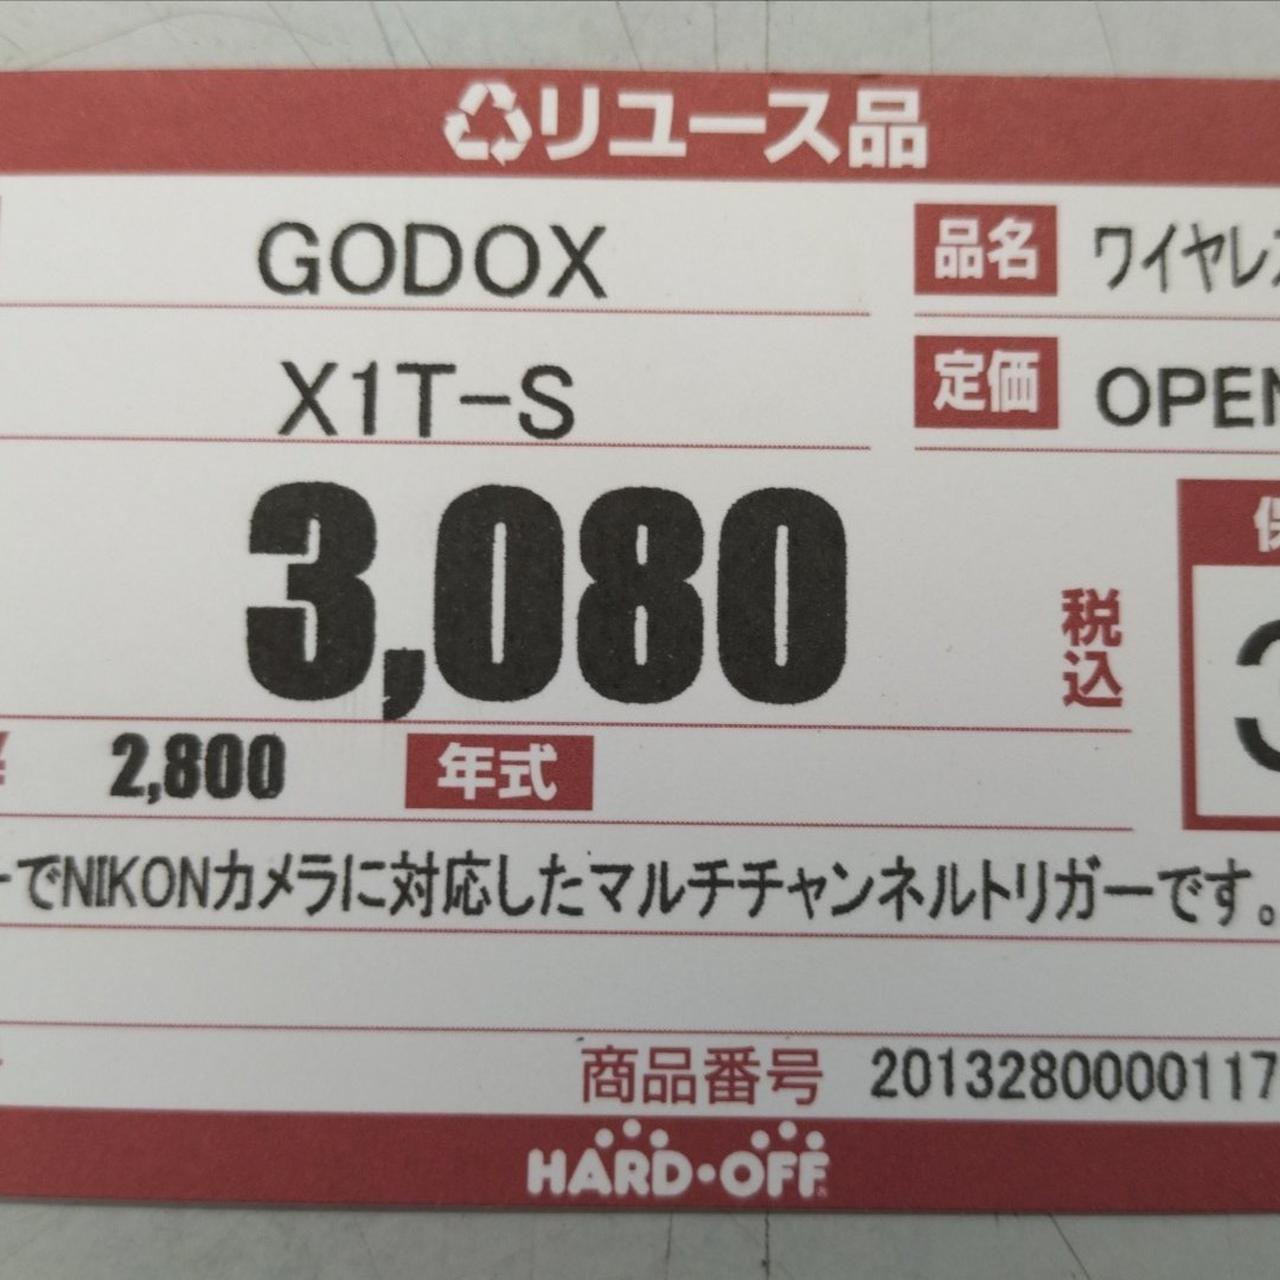 リユース品
GODOX 品名 ワイヤレ
X1T-S 定価 OPEN
3,080 税込
2,800 年式
ーでNIKONカメラに対応したマルチチャンネルトリガーです。
商品番号 2013280000117
HARD・OFF